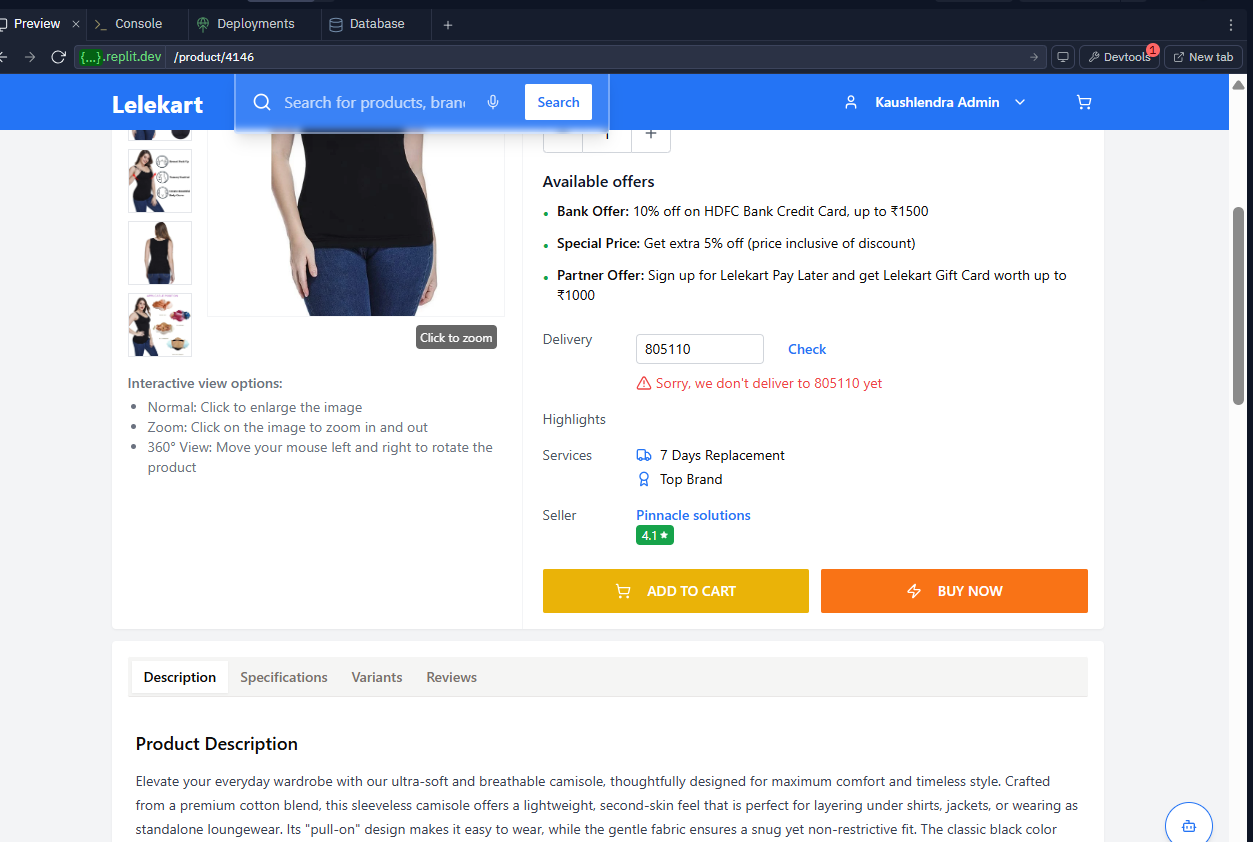 Preview
Console
Deployments
Database
{...}.replit.dev /product/4146
Devtools 1
New tab
Lelekart
Search for products, bran
Search
Kaushlendra Admin
Available offers
Bank Offer: 10% off on HDFC Bank Credit Card, up to ₹1500
Special Price: Get extra 5% off (price inclusive of discount)
Partner Offer: Sign up for Lelekart Pay Later and get Lelekart Gift Card worth up to
₹1000
Click to zoom
Delivery
805110
Check
Sorry, we don't deliver to 805110 yet
Interactive view options:
Normal: Click to enlarge the image
Zoom: Click on the image to zoom in and out
360° View: Move your mouse left and right to rotate the
product
Highlights
Services
7 Days Replacement
Top Brand
Seller
Pinnacle solutions
4.1★
ADD TO CART
BUY NOW
Description
Specifications
Variants
Reviews
Product Description
Elevate your everyday wardrobe with our ultra-soft and breathable camisole, thoughtfully designed for maximum comfort and timeless style. Crafted
from a premium cotton blend, this sleeveless camisole offers a lightweight, second-skin feel that is perfect for layering under shirts, jackets, or wearing as
standalone loungewear. Its "pull-on" design makes it easy to wear, while the gentle fabric ensures a snug yet non-restrictive fit. The classic black color